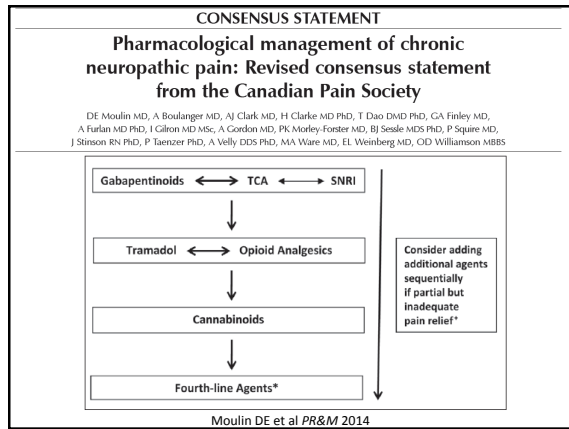 CONSENSUS STATEMENT
Pharmacological management of chronic
neuropathic pain: Revised consensus statement
from the Canadian Pain Society
DE Moulin MD, A Boulanger MD, AJ Clark MD, H Clarke MD PhD, T Dao DMD PhD, GA Finley MD,
A Furlan MD PhD, I Gilron MD MSc, A Gordon MD, PK Morley-Forster MD, BJ Sessle MDS PhD, P Squire MD,
J Stinson RN PhD, P Taenzer PhD, A Velly DDS PhD, MA Ware MD, EL Weinberg MD, OD Williamson MBBS
Gabapentinoids TCA SNRI
Tramadol Opioid Analgesics
Cannabinoids
Fourth-line Agents*
Consider adding
additional agents
sequentially
if partial but
inadequate
pain relief*
Moulin DE et al PR&M 2014